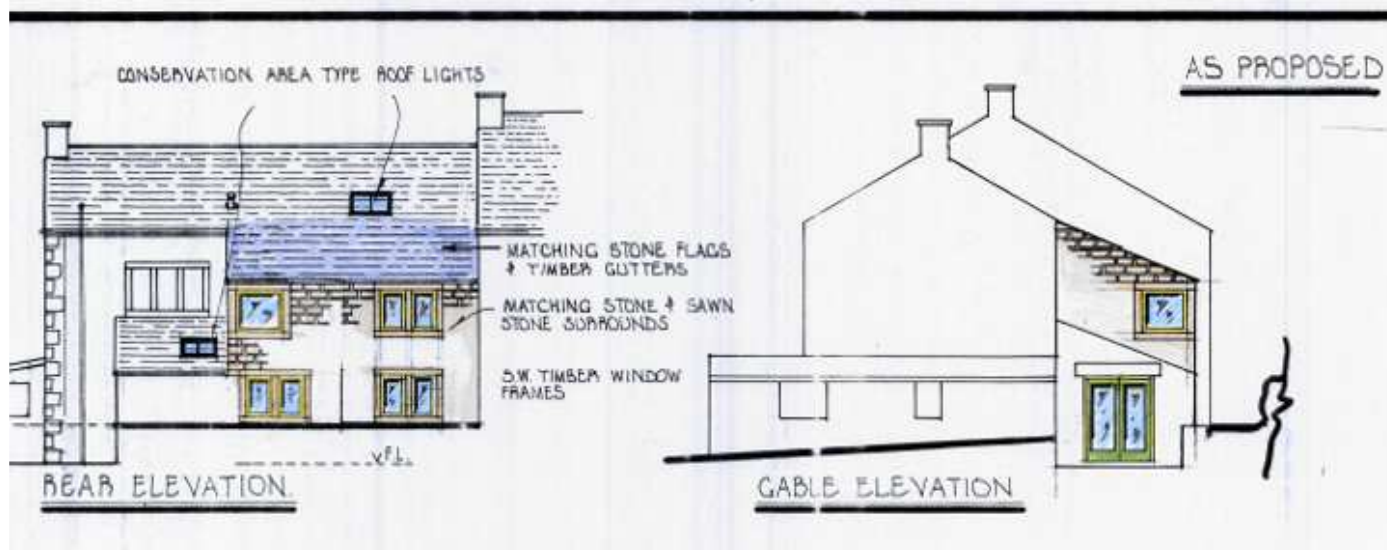 CONSERVATION AREA TYPE ROOF LIGHTS
AS PROPOSED
MATCHING STONE FLAGS
& TIMBER GUTTERS
MATCHING STONE & SAWN
STONE SURROUNDS
S.W. TIMBER WINDOW
FRAMES
F.L.
REAR ELEVATION.
GABLE ELEVATION